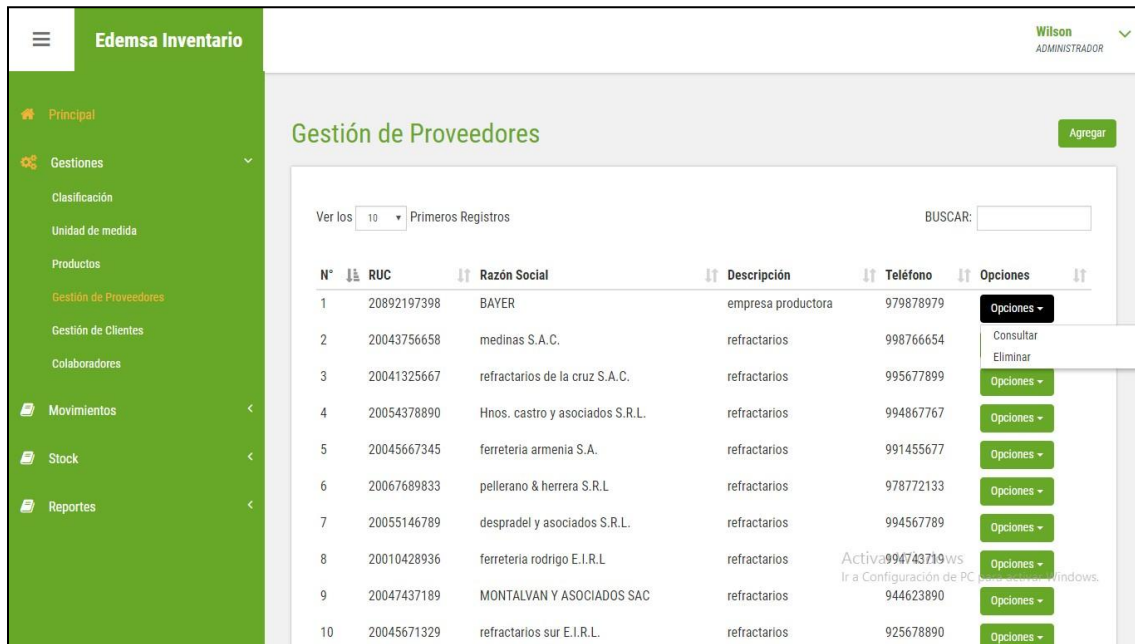 Edemsa Inventario
Wilson
ADMINISTRADOR
Principal
Gestiones
Clasificación
Unidad de medida
Productos
Gestión de Proveedores
Gestión de Clientes
Colaboradores
Movimientos
Stock
Reportes
Gestión de Proveedores
Agregar
Ver los 10 Primeros Registros BUSCAR:
N° RUC Razón Social Descripción Teléfono Opciones
1 20892197398 BAYER empresa productora 979878979 Opciones
Consultar
Eliminar
2 20043756658 medinas S.A.C. refractarios 998766654
3 20041325667 refractarios de la cruz S.A.C. refractarios 995677899 Opciones
4 20054378890 Hnos. castro y asociados S.R.L. refractarios 994867767 Opciones
5 20045667345 ferreteria armenia S.A. refractarios 991455677 Opciones
6 20067689833 pellerano & herrera S.R.L refractarios 978772133 Opciones
7 20055146789 despradel y asociados S.R.L. refractarios 994567789 Opciones
8 20010428936 ferreteria rodrigo E.I.R.L refractarios 994743719 Opciones
Activar Windows
Ir a Configuración de PC para activar Windows.
9 20047437189 MONTALVAN Y ASOCIADOS SAC refractarios 944623890 Opciones
10 20045671329 refractarios sur E.I.R.L. refractarios 925678890 Opciones